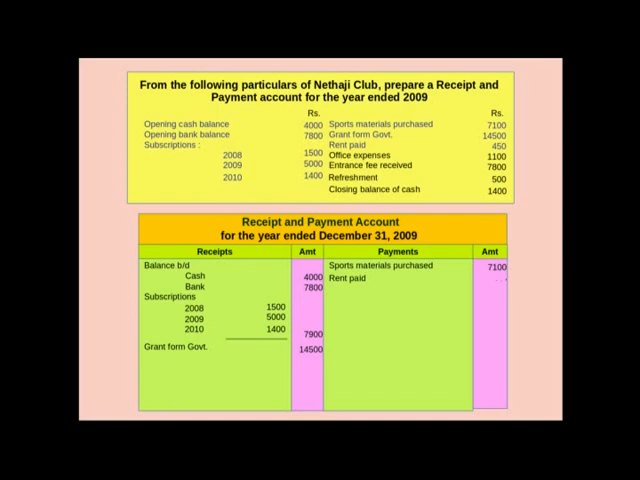 From the following particulars of Nethaji Club, prepare a Receipt and
Payment account for the year ended 2009
Rs. Rs.
Opening cash balance 4000 Sports materials purchased 7100
Opening bank balance 7800 Grant form Govt. 14500
Subscriptions : Rent paid 450
2008 1500 Office expenses 1100
2009 5000 Entrance fee received 7800
2010 1400 Refreshment 500
Closing balance of cash 1400
Receipt and Payment Account
for the year ended December 31, 2009
Receipts Amt Payments Amt
Balance b/d Sports materials purchased 7100
Cash 4000 Rent paid
Bank 7800
Subscriptions
2008 1500
2009 5000
2010 1400 7900
Grant form Govt. 14500